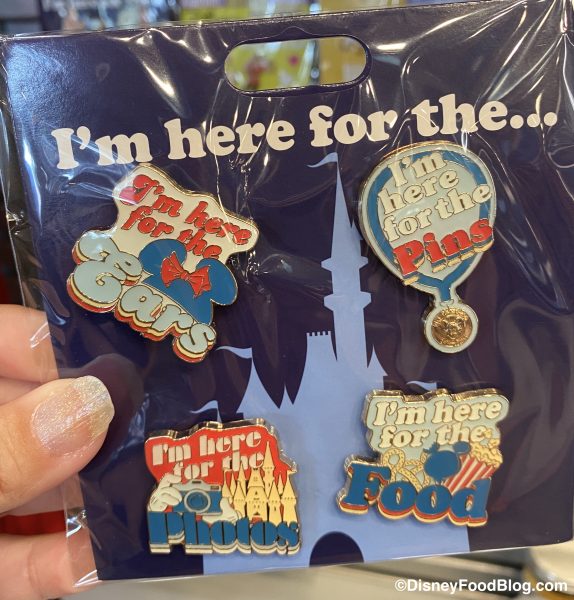 I'm here for the...
I'm here
for the
Ears
I'm
here
for the
Pins
I'm here
for the
Photos
I'm here
for the
Food
©DisneyFoodBlog.com